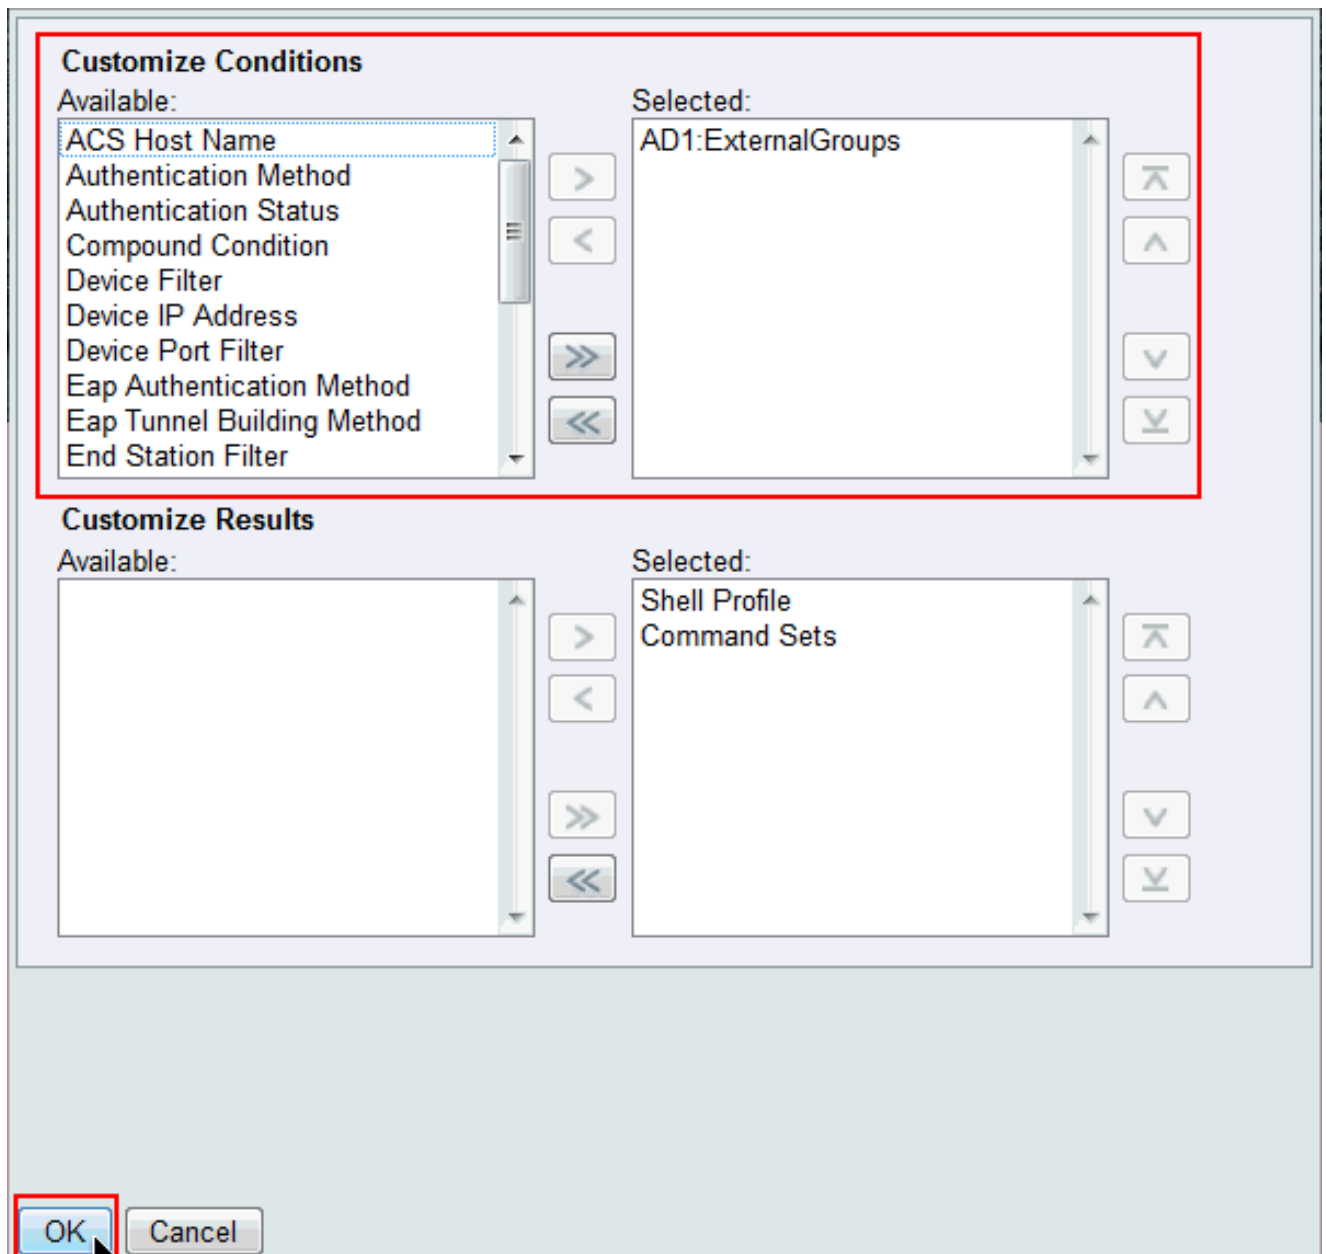 Customize Conditions
Available:
Selected:
ACS Host Name
Authentication Method
Authentication Status
Compound Condition
Device Filter
Device IP Address
Device Port Filter
Eap Authentication Method
Eap Tunnel Building Method
End Station Filter
AD1:ExternalGroups
Customize Results
Available:
Selected:
Shell Profile
Command Sets
OK
Cancel